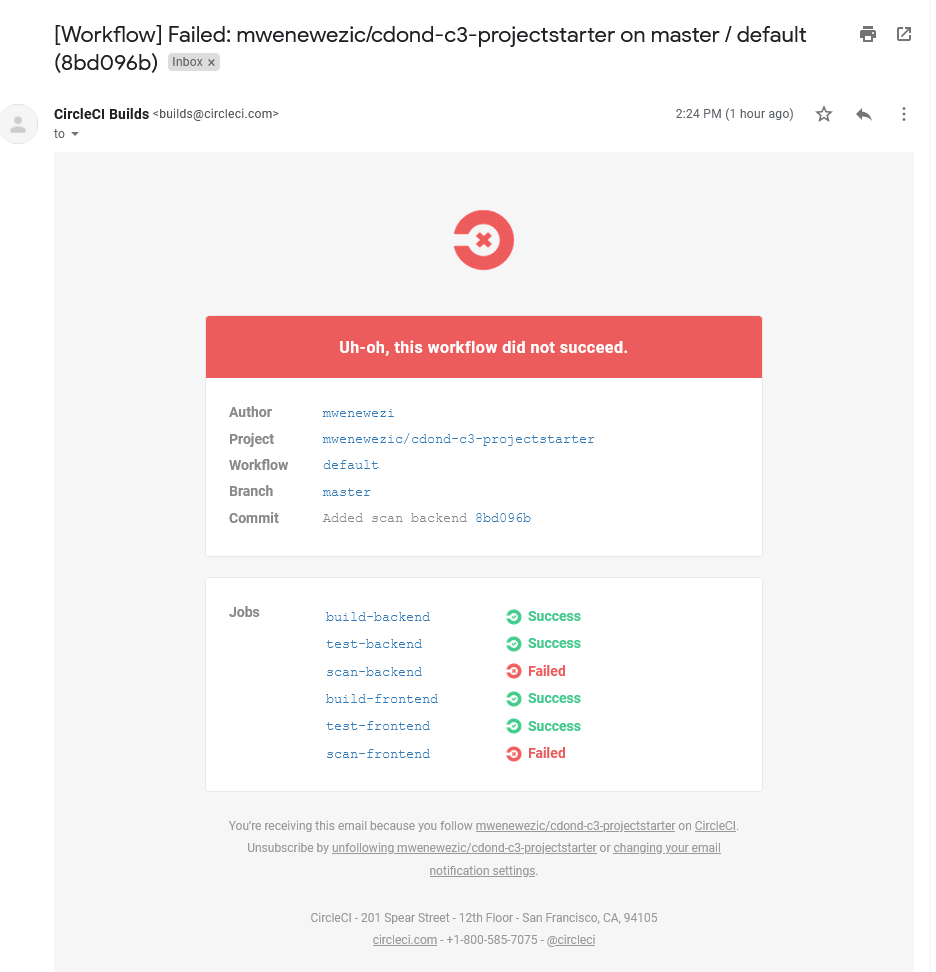 [Workflow] Failed: mwenewezic/cdond-c3-projectstarter on master / default
(8bd096b) Inbox ×
CircleCI Builds <builds@circleci.com> 2:24 PM (1 hour ago)
to
Uh-oh, this workflow did not succeed.
Author mwenewezi
Project mwenewezic/cdond-c3-projectstarter
Workflow default
Branch master
Commit Added scan backend 8bd096b
Jobs
build-backend Success
test-backend Success
scan-backend Failed
build-frontend Success
test-frontend Success
scan-frontend Failed
You're receiving this email because you follow mwenewezic/cdond-c3-projectstarter on CircleCI.
Unsubscribe by unfollowing mwenewezic/cdond-c3-projectstarter or changing your email
notification settings.
CircleCI - 201 Spear Street - 12th Floor - San Francisco, CA, 94105
circleci.com - +1-800-585-7075 - @circleci